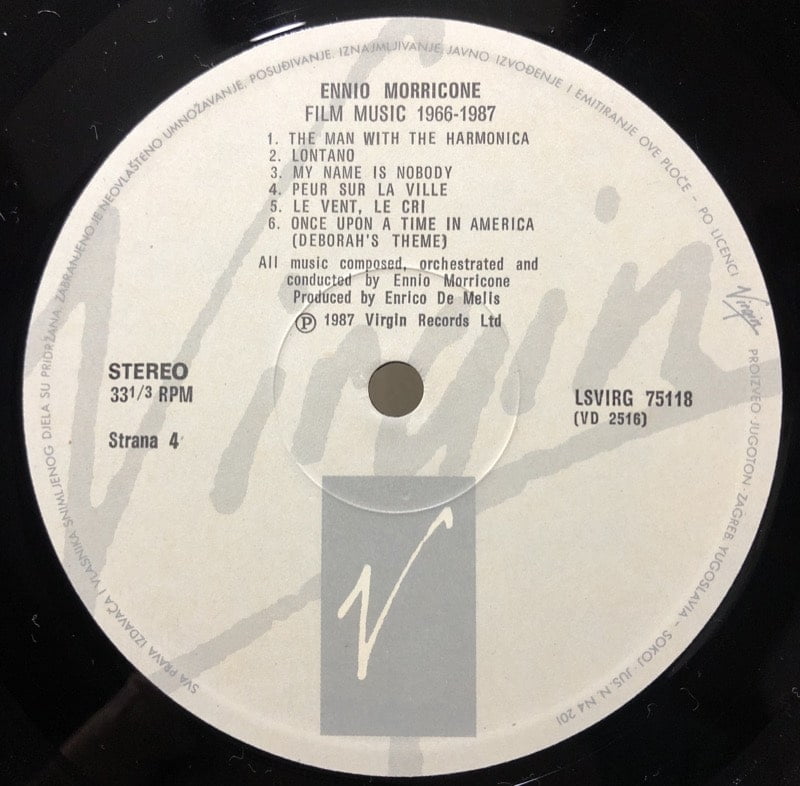 ENNIO MORRICONE
FILM MUSIC 1966-1987
1. THE MAN WITH THE HARMONICA
2. LONTANO
3. MY NAME IS NOBODY
4. PEUR SUR LA VILLE
5. LE VENT, LE CRI
6. ONCE UPON A TIME IN AMERICA
(DEBORAH'S THEME)
All music composed, orchestrated and
conducted by Ennio Morricone
Produced by Enrico De Melis
Ⓟ 1987 Virgin Records Ltd
STEREO
33 1/3 RPM
Strana 4
LSVIRG 75118
(VD 2516)
Virgin
V
SVA PRAVA IZDAVAČA I VLASNIKA SNIMLJENOG DJELA SU PRIDRŽANA. ZABRANJENO JE NEOVLAŠTENO UMNOŽAVANJE, POSUĐIVANJE, IZNAJMLJIVANJE, JAVNO IZVOĐENJE I EMITIRANJE OVE PLOČE – PO LICENCI Virgin PROIZVEO · JUGOTON · ZAGREB YUGOSLAVIA – SOKOJ · JUS. N. N4 201